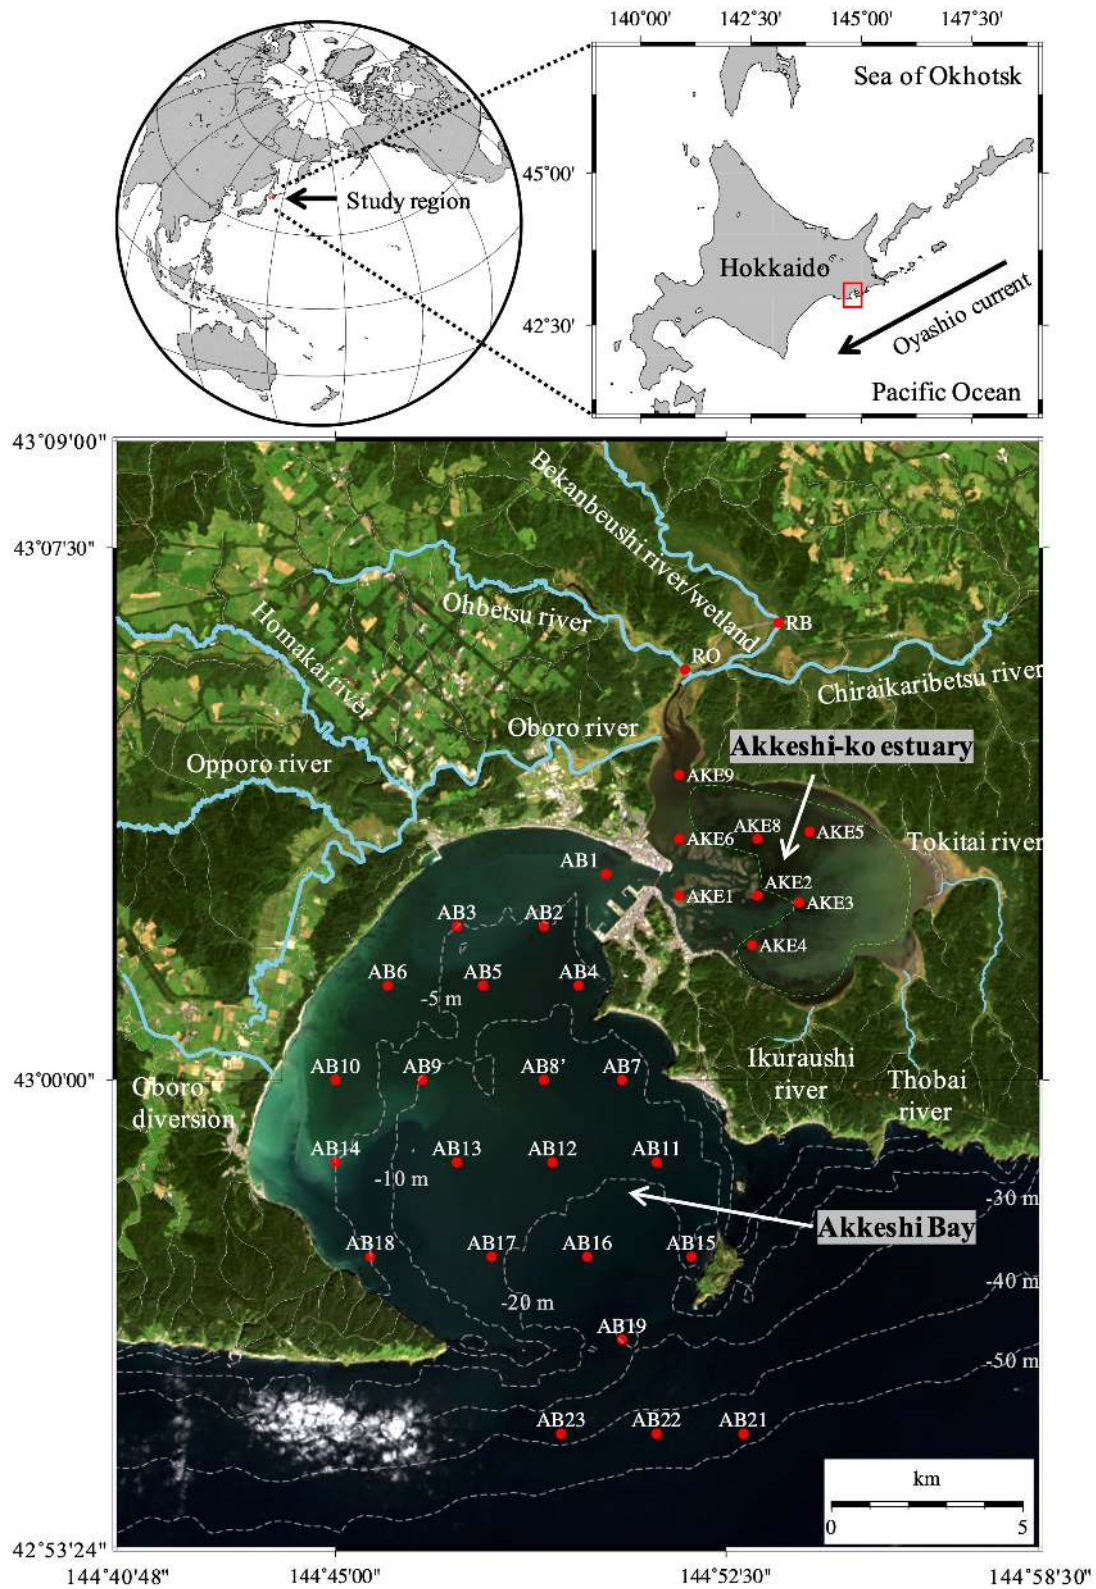 140°00'
142°30'
145°00'
147°30'
Sea of Okhotsk
45°00'
Study region
Hokkaido
Oyashio current
42°30'
Pacific Ocean
43°09'00"
Bekanbeushi river/wetland
43°07'30"
Ohbetsu river
Homakai river
RB
RO
Chiraikaribetsu river
Oboro river
Akkeshi-ko estuary
Opporo river
AKE9
AKE6
AKE8
AKE5
Tokitai river
AB1
AKE1
AKE2
AKE3
AB3
AB2
AKE4
AB6
AB5
AB4
-5 m
Ikuraushi
river
Thobai
river
43°00'00"
AB10
AB9
AB8’
AB7
Oboro
diversion
AB14
AB13
AB12
AB11
-10 m
-30 m
Akkeshi Bay
AB18
AB17
AB16
AB15
-40 m
-20 m
AB19
-50 m
AB23
AB22
AB21
km
0
5
42°53'24"
144°40'48"
144°45'00"
144°52'30"
144°58'30"